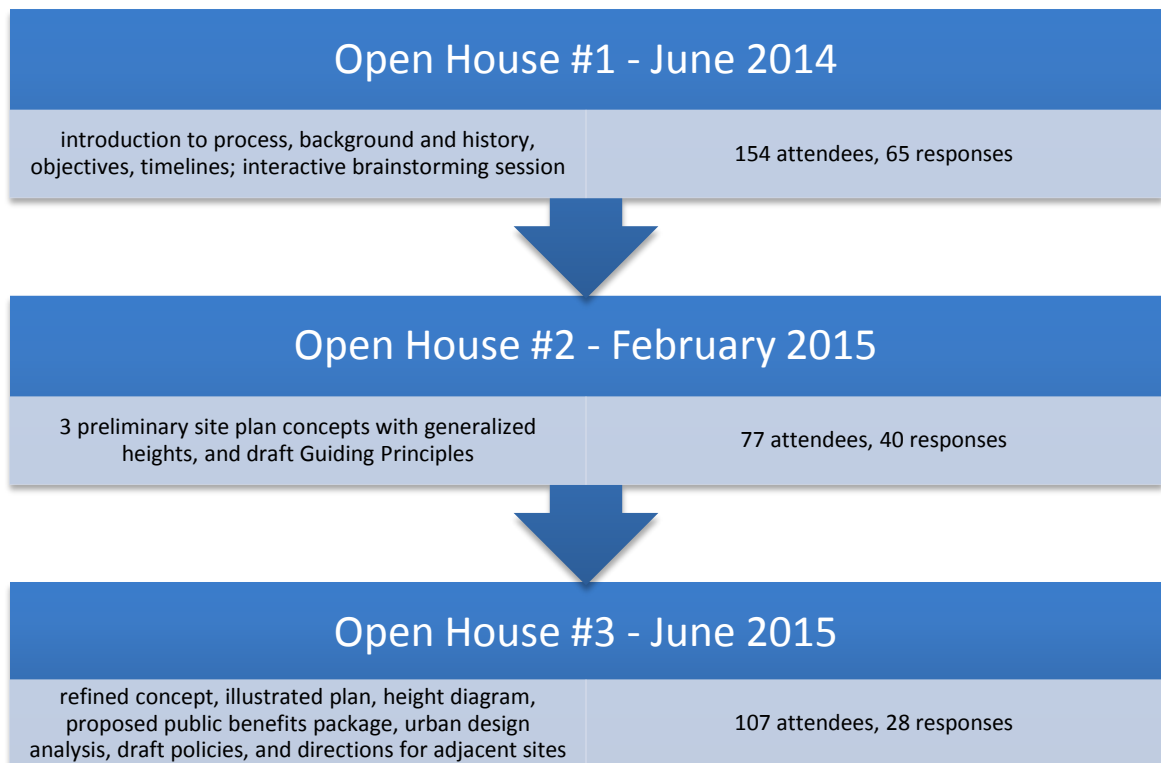 Open House #1 - June 2014
introduction to process, background and history,
objectives, timelines; interactive brainstorming session
154 attendees, 65 responses
Open House #2 - February 2015
3 preliminary site plan concepts with generalized
heights, and draft Guiding Principles
77 attendees, 40 responses
Open House #3 - June 2015
refined concept, illustrated plan, height diagram,
proposed public benefits package, urban design
analysis, draft policies, and directions for adjacent sites
107 attendees, 28 responses